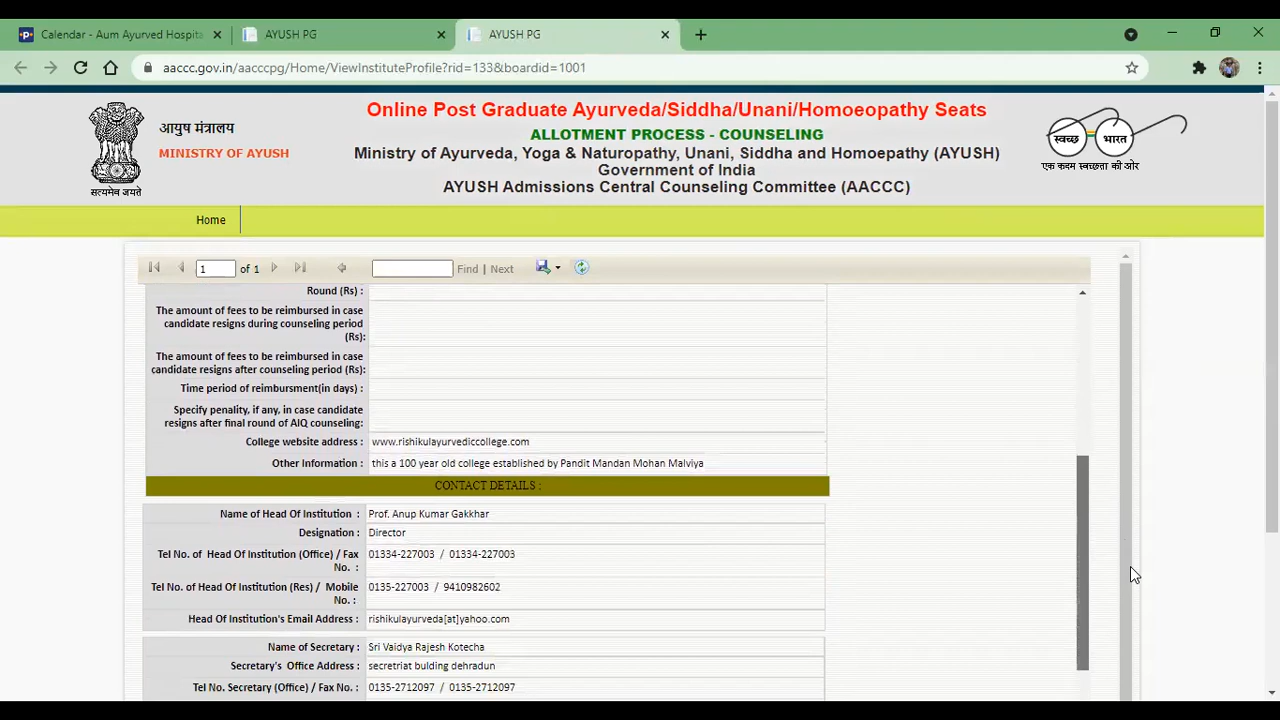 Calendar - Aum Ayurved Hospita
AYUSH PG
AYUSH PG
aaccc.gov.in/aacccpg/Home/ViewInstituteProfile?rid=133&boardid=1001
सत्यमेव जयते
आयुष मंत्रालय
MINISTRY OF AYUSH
Online Post Graduate Ayurveda/Siddha/Unani/Homoeopathy Seats
ALLOTMENT PROCESS - COUNSELING
Ministry of Ayurveda, Yoga & Naturopathy, Unani, Siddha and Homoepathy (AYUSH)
Government of India
AYUSH Admissions Central Counseling Committee (AACCC)
स्वच्छ भारत
एक कदम स्वच्छता की ओर
Home
1 of 1 Find | Next
Round (Rs) :
The amount of fees to be reimbursed in case
candidate resigns during counseling period
(Rs):
The amount of fees to be reimbursed in case
candidate resigns after counseling period (Rs):
Time period of reimbursment(in days) :
Specify penality, if any, in case candidate
resigns after final round of AIQ counseling:
College website address : www.rishikulayurvediccollege.com
Other Information : this a 100 year old college established by Pandit Mandan Mohan Malviya
CONTACT DETAILS :
Name of Head Of Institution : Prof. Anup Kumar Gakkhar
Designation : Director
Tel No. of Head Of Institution (Office) / Fax 01334-227003 / 01334-227003
No. :
Tel No. of Head Of Institution (Res) / Mobile 0135-227003 / 9410982602
No. :
Head Of Institution's Email Address : rishikulayurveda[at]yahoo.com
Name of Secretary : Sri Vaidya Rajesh Kotecha
Secretary's Office Address : secretriat bulding dehradun
Tel No. Secretary (Office) / Fax No. : 0135-2712097 / 0135-2712097